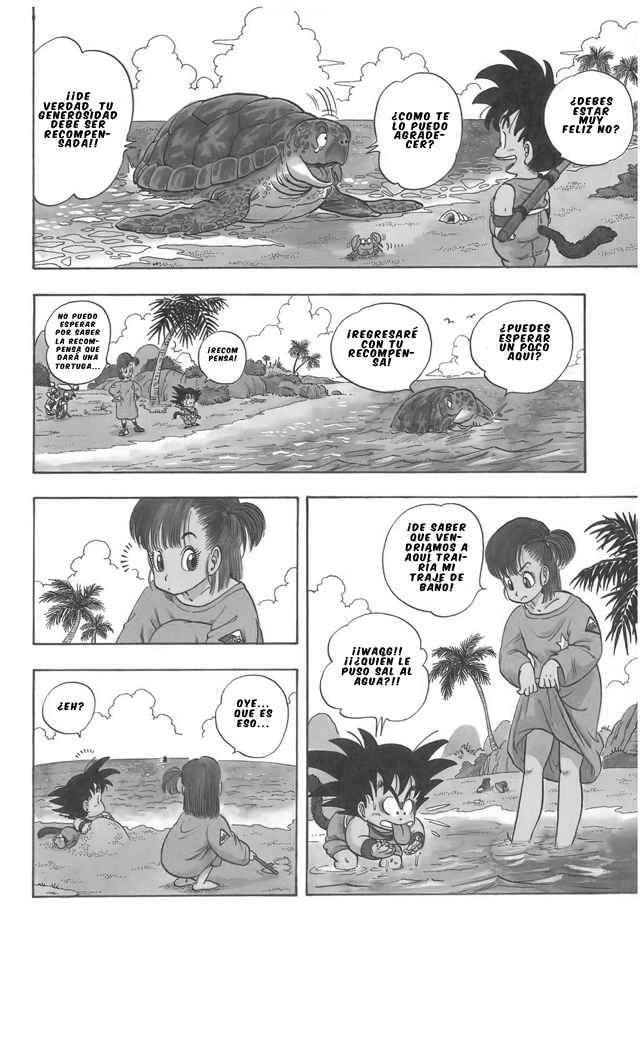 ¿DEBES
ESTAR
MUY
FELIZ NO?
¿COMO TE
LO PUEDO
AGRADE-
CER?
¡¡DE
VERDAD, TU
GENEROSIDAD
DEBE SER
RECOMPEN-
SADA!!
¿PUEDES
ESPERAR
UN POCO
AQUI?
¡REGRESARÉ
CON TU
RECOMPEN-
SA!
¡RECOM
PENSA!
NO PUEDO
ESPERAR
POR SABER
LA RECOM-
PENSA QUE
DARÁ UNA
TORTUGA...
¡DE SABER
QUE VEN-
DRIAMOS A
AQUÍ TRAI-
RÍA MI
TRAJE DE
BAÑO!
¡¡WAGG!!
¡¡¿QUIEN LE
PUSO SAL AL
AGUA?!!
OYE...
QUE ES
ESO...
¿EH?